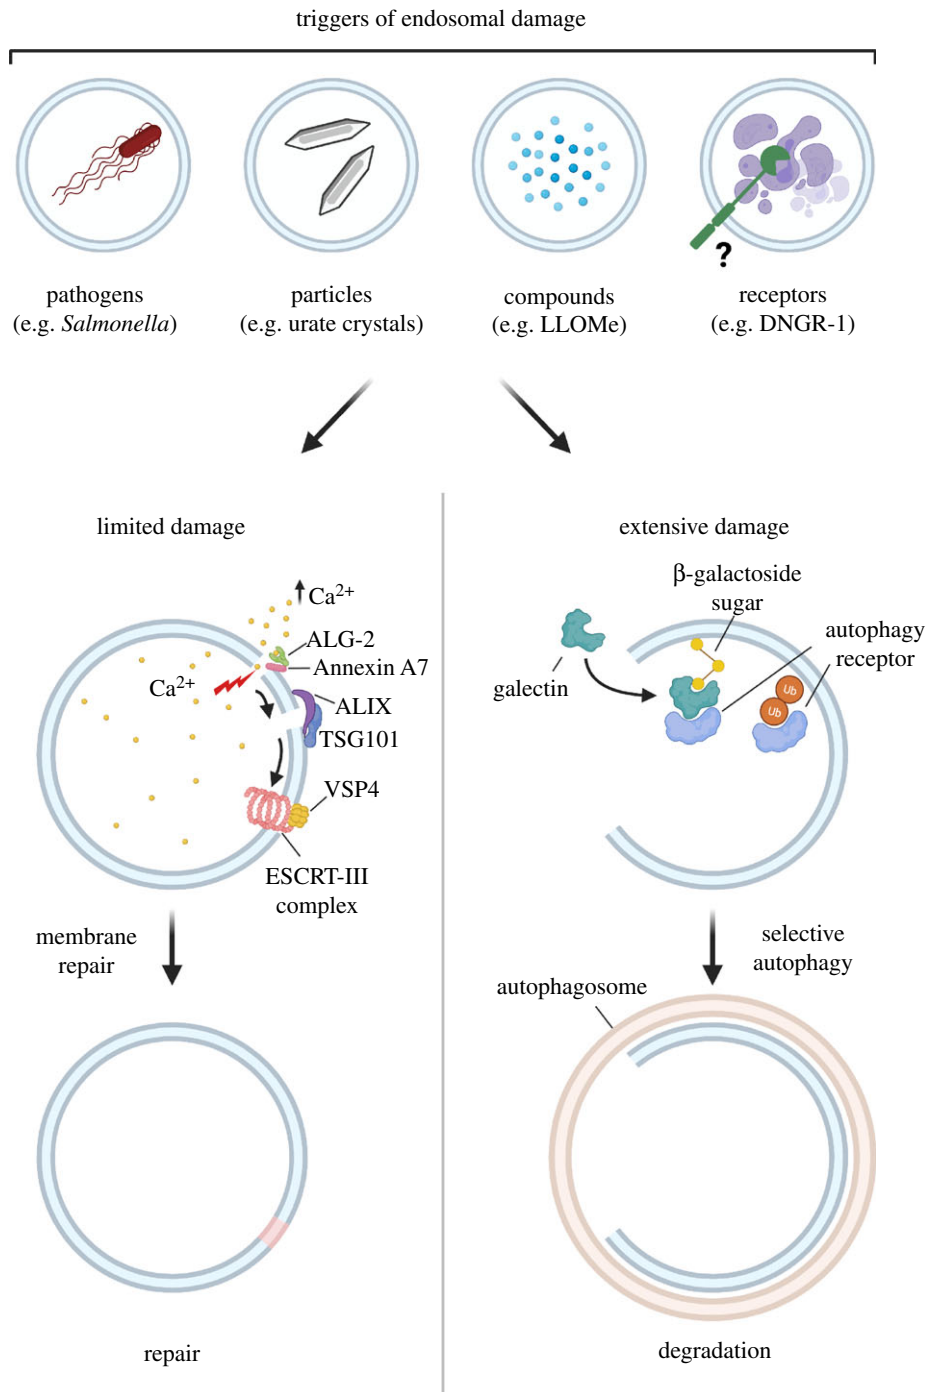 triggers of endosomal damage
pathogens
(e.g. Salmonella)
particles
(e.g. urate crystals)
compounds
(e.g. LLOMe)
?
receptors
(e.g. DNGR-1)
limited damage
Ca2+
ALG-2
Annexin A7
Ca2+
ALIX
TSG101
VSP4
ESCRT-III
complex
membrane
repair
repair
extensive damage
β-galactoside
sugar
autophagy
receptor
galectin
Ub
Ub
selective
autophagy
autophagosome
degradation